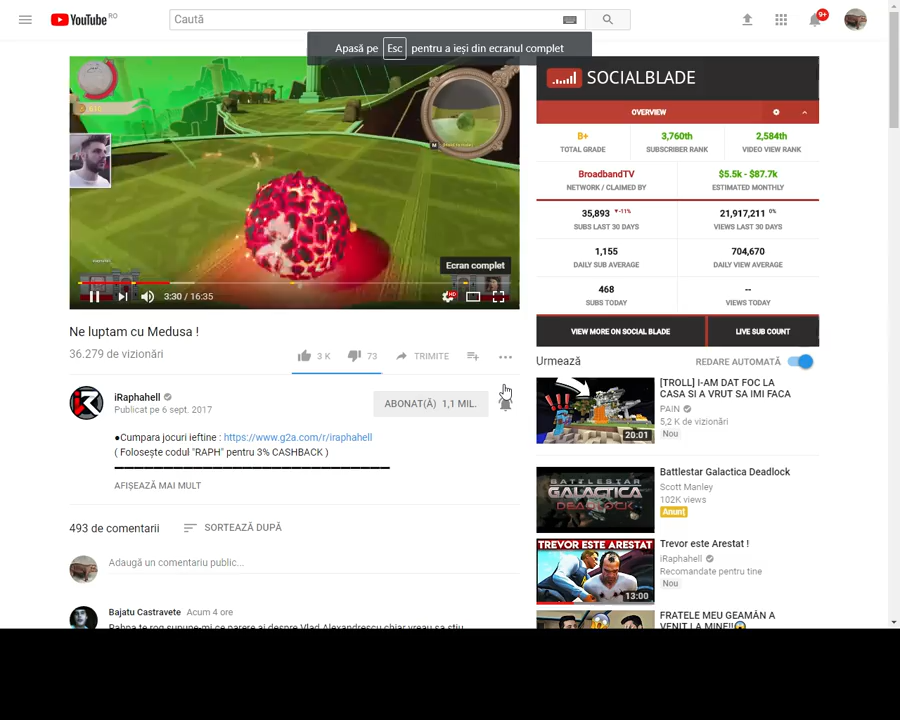 YouTube RO
Caută
9+
Apasă pe Esc pentru a ieși din ecranul complet
Ecran complet
3:30 / 16:35
Ne luptam cu Medusa !
36.279 de vizionări
3 K
73
TRIMITE
iRaphahell
Publicat pe 6 sept. 2017
ABONAT(Ă) 1,1 MIL.
●Cumpara jocuri ieftine : https://www.g2a.com/r/iraphahell
( Folosește codul "RAPH" pentru 3% CASHBACK )
AFIȘEAZĂ MAI MULT
493 de comentarii
SORTEAZĂ DUPĂ
Adaugă un comentariu public...
Bajatu Castravete Acum 4 ore
SOCIALBLADE
OVERVIEW
B+
TOTAL GRADE
3,760th
SUBSCRIBER RANK
2,584th
VIDEO VIEW RANK
BroadbandTV
NETWORK / CLAIMED BY
$5.5k - $87.7k
ESTIMATED MONTHLY
35,893 -11%
SUBS LAST 30 DAYS
21,917,211 0%
VIEWS LAST 30 DAYS
1,155
DAILY SUB AVERAGE
704,670
DAILY VIEW AVERAGE
468
SUBS TODAY
--
VIEWS TODAY
VIEW MORE ON SOCIAL BLADE
LIVE SUB COUNT
Urmează
REDARE AUTOMATĂ
20:01
[TROLL] I-AM DAT FOC LA
CASA SI A VRUT SA IMI FACA
PAIN
5,2 K de vizionări
Nou
BATTLESTAR
GALACTICA
DEADLOCK
Battlestar Galactica Deadlock
Scott Manley
102K views
Anunț
TREVOR ESTE ARESTAT
13:00
Trevor este Arestat !
iRaphahell
Recomandate pentru tine
Nou
FRATELE MEU GEAMĂN A
VENIT LA MINE!!